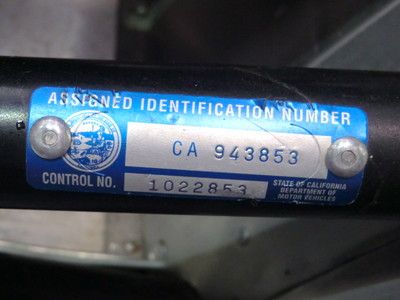 ASSIGNED IDENTIFICATION NUMBER
CA 943853
CONTROL NO. 1022853
STATE OF CALIFORNIA
DEPARTMENT OF
MOTOR VEHICLES